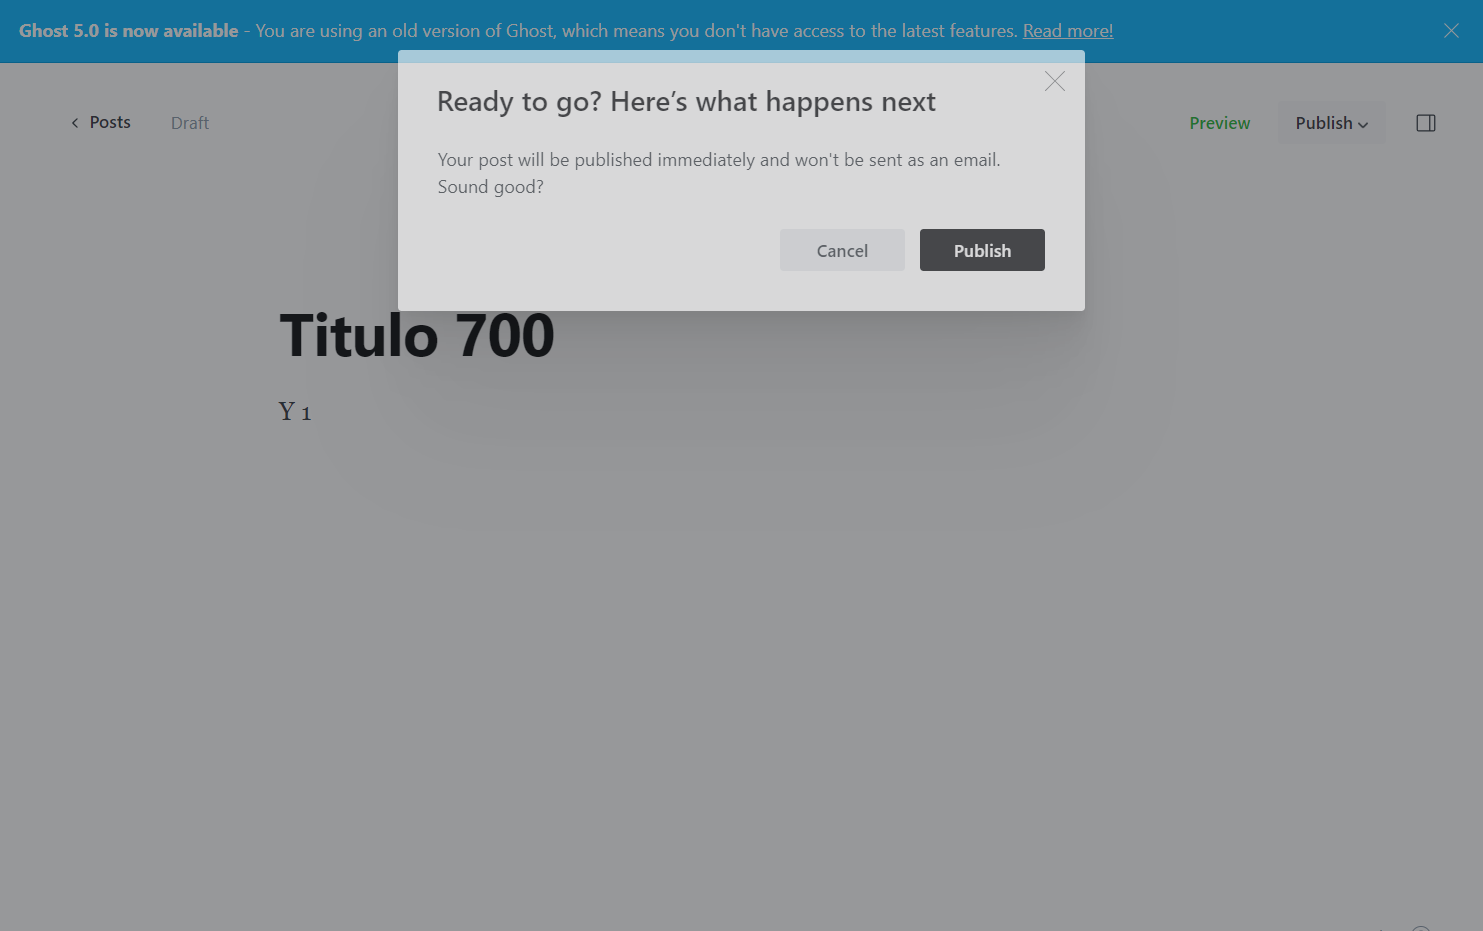 Ghost 5.0 is now available - You are using an old version of Ghost, which means you don't have access to the latest features. Read more!
Ready to go? Here’s what happens next
Posts
Draft
Preview
Publish
Your post will be published immediately and won't be sent as an email.
Sound good?
Cancel
Publish
Titulo 700
Y 1